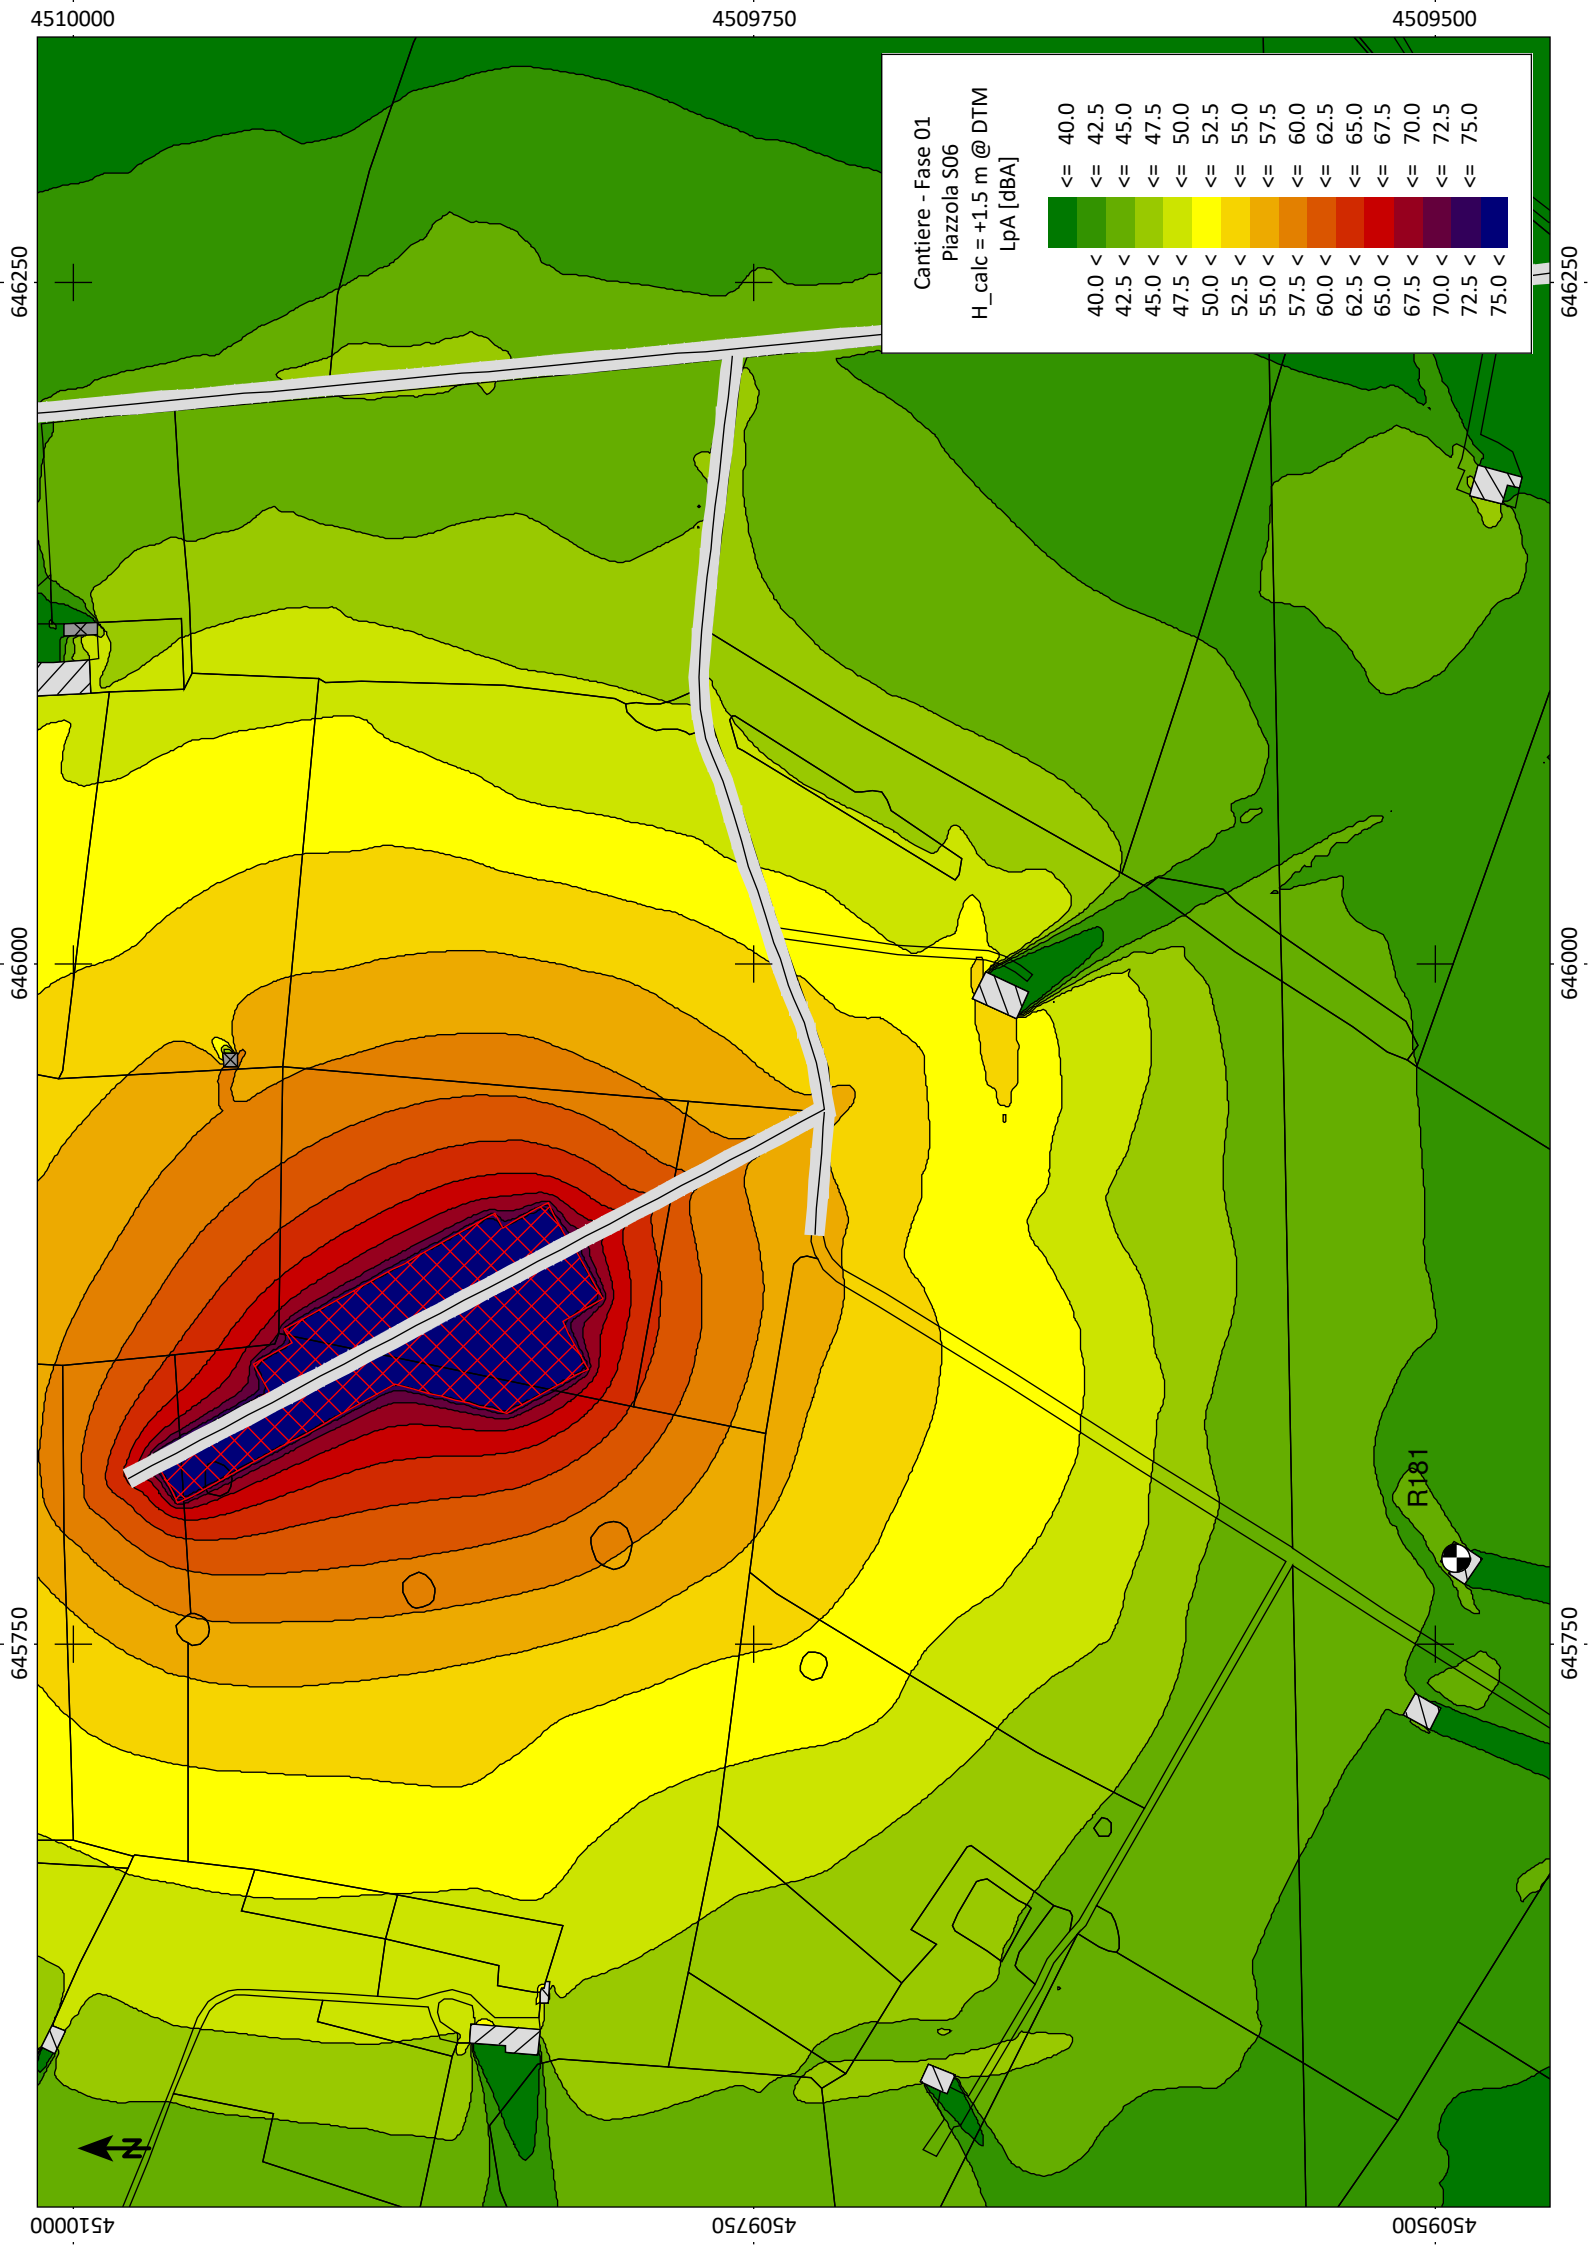 4510000
4509750
4509500
646250
646000
645750
Cantiere - Fase 01
Piazzola S06
H_calc = +1.5 m @ DTM
LpA [dBA]
<= 40.0
40.0 < <= 42.5
42.5 < <= 45.0
45.0 < <= 47.5
47.5 < <= 50.0
50.0 < <= 52.5
52.5 < <= 55.0
55.0 < <= 57.5
57.5 < <= 60.0
60.0 < <= 62.5
62.5 < <= 65.0
65.0 < <= 67.5
67.5 < <= 70.0
70.0 < <= 72.5
72.5 < <= 75.0
75.0 <
R181
N
646250
646000
645750
4510000
4509750
4509500